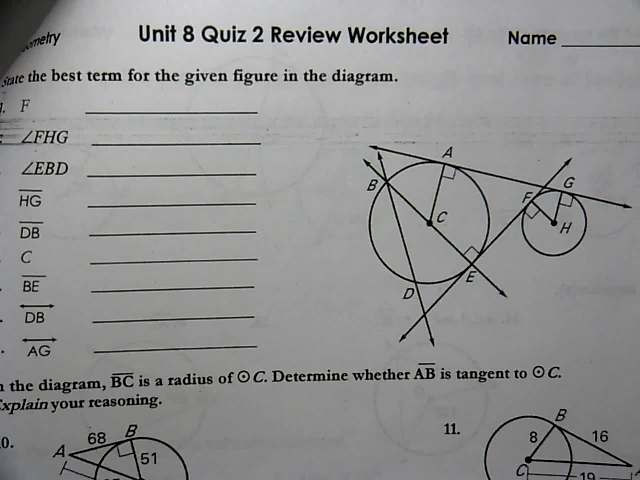 Unit 8 Quiz 2 Review Worksheet Name
State the best term for the given figure in the diagram.
F
∠FHG
∠EBD
HG
DB
C
BE
DB
AG
A
B
C
D
E
F
G
H
the diagram, BC is a radius of ⊙C. Determine whether AB is tangent to ⊙C.
Explain your reasoning.
11.
A 68 B
51
B
8 16
C
19